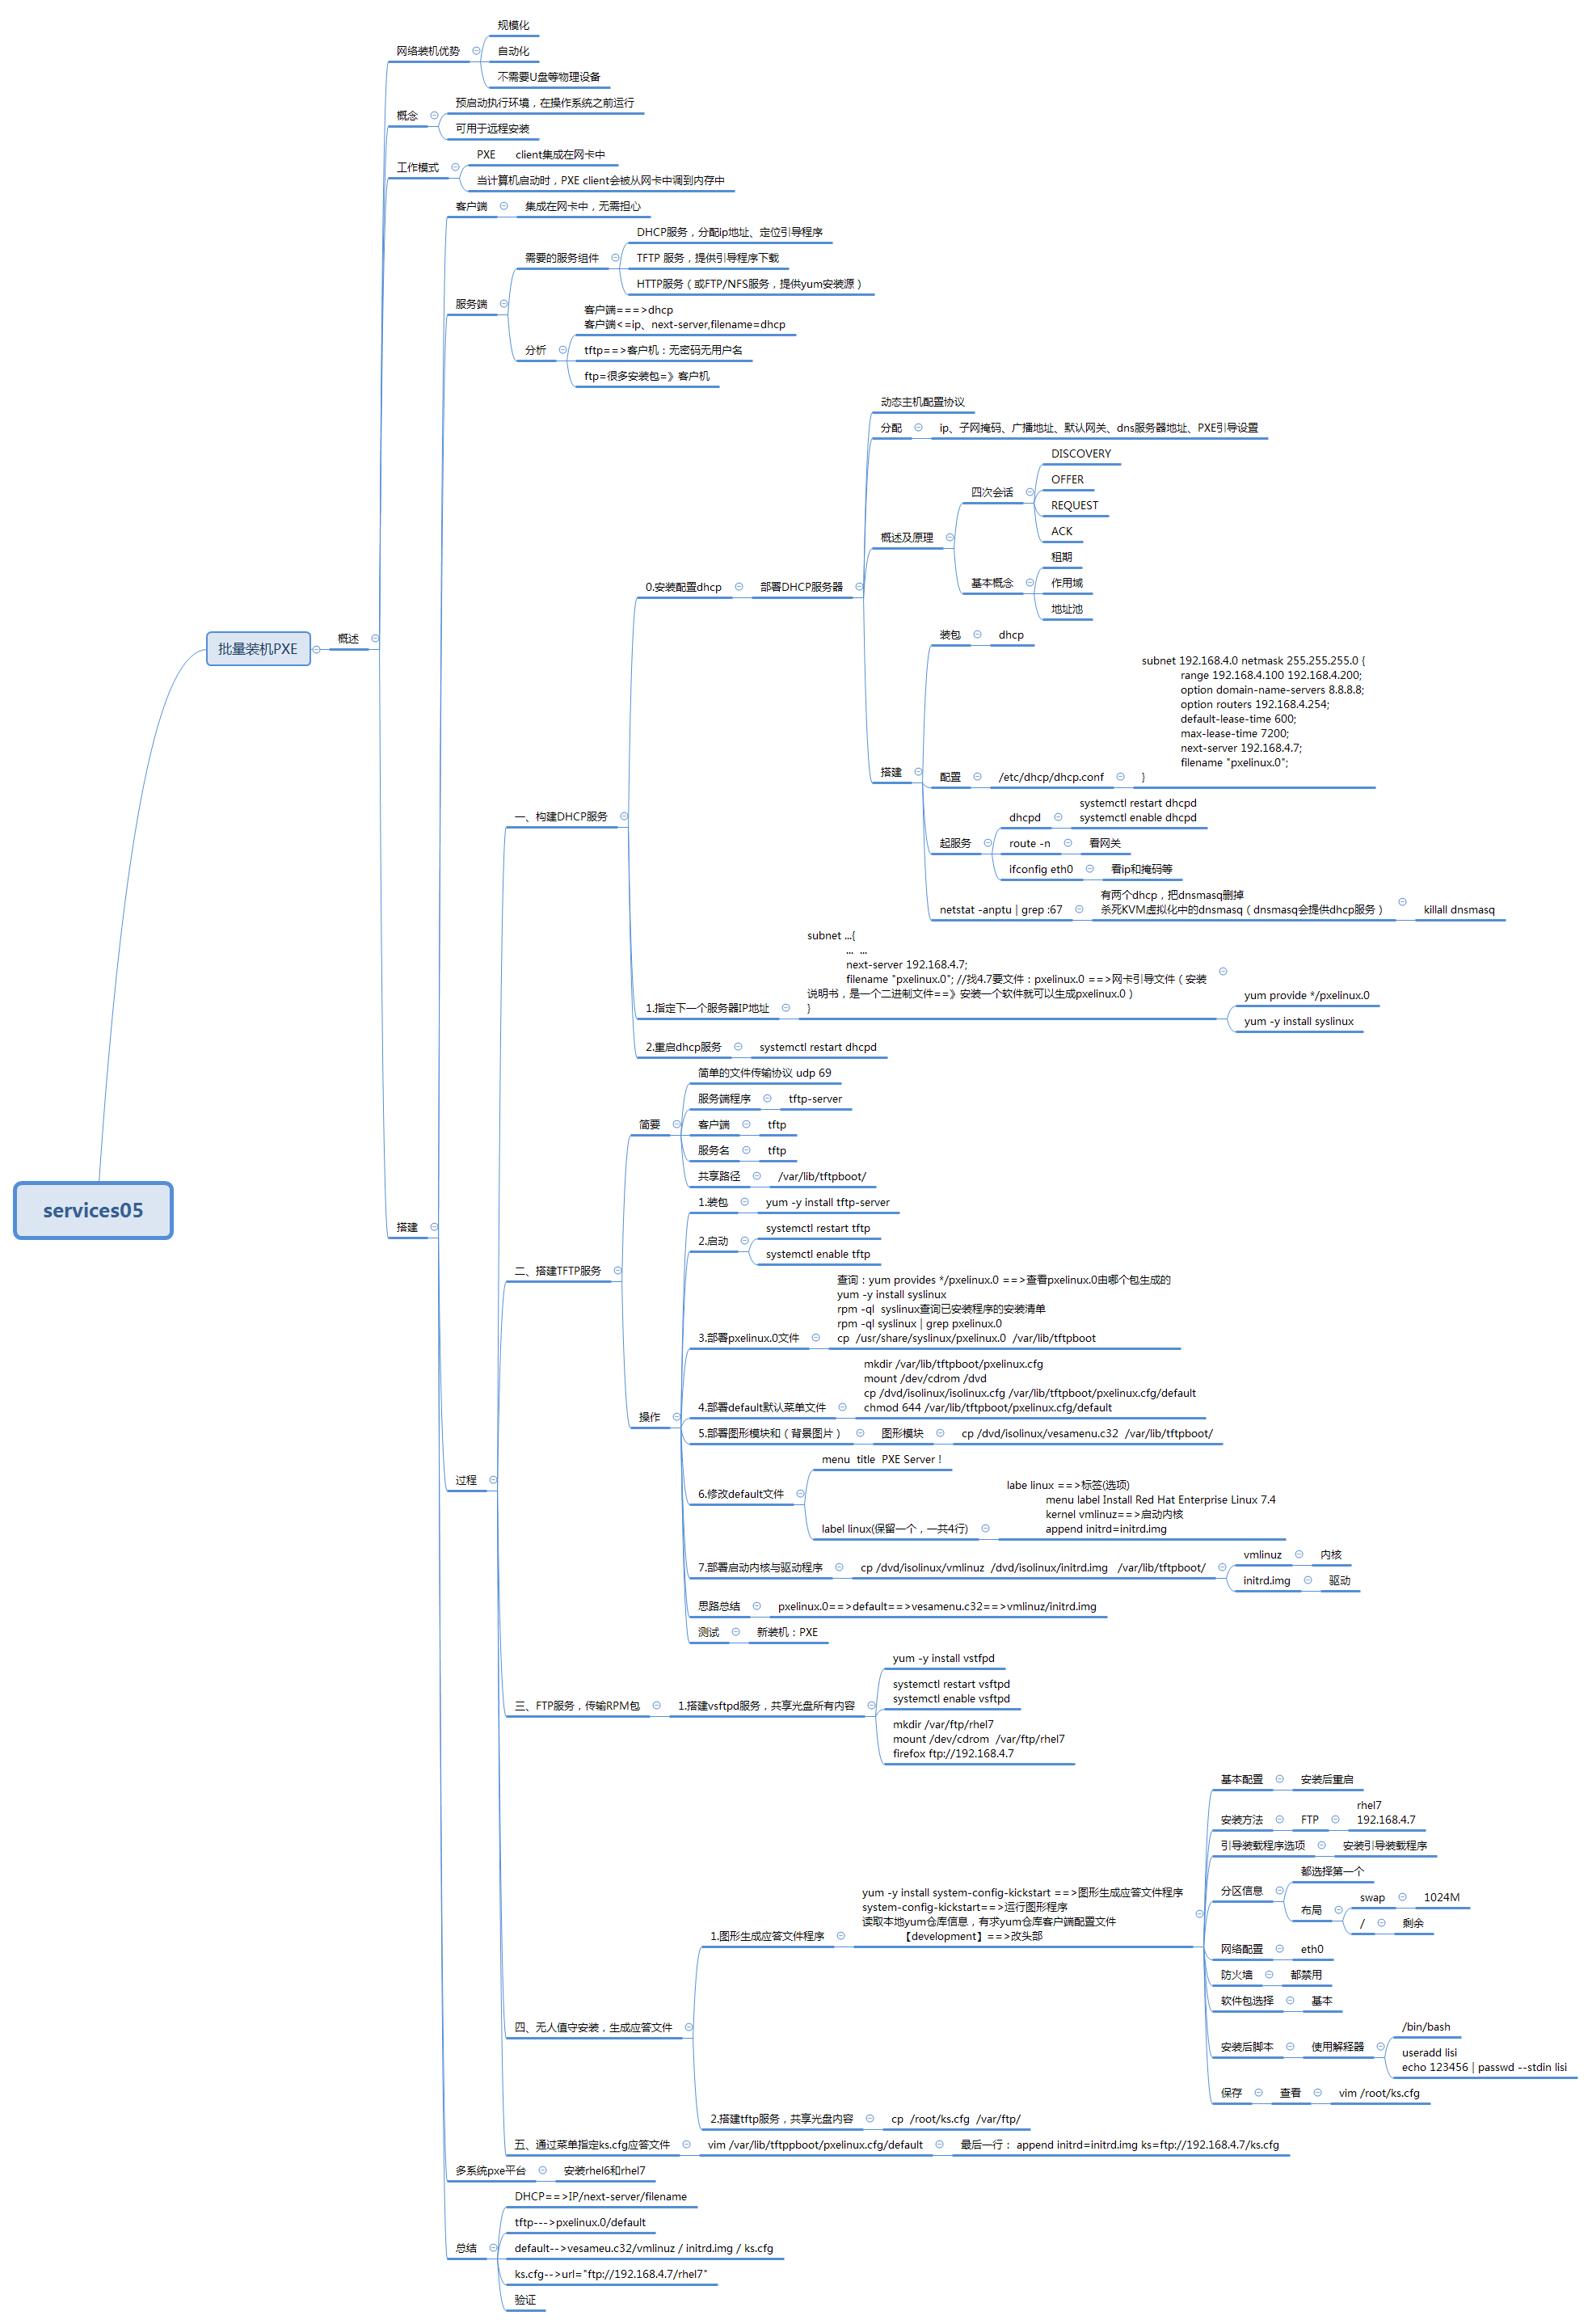 services05
批量装机PXE
概述
网络装机优势
规模化
自动化
不需要U盘等物理设备
概念
预启动执行环境，在操作系统之前运行
可用于远程安装
工作模式
PXE client集成在网卡中
当计算机启动时，PXE client会被从网卡中调到内存中
搭建
客户端
集成在网卡中，无需担心
服务端
需要的服务组件
DHCP服务，分配ip地址、定位引导程序
TFTP 服务，提供引导程序下载
HTTP服务（或FTP/NFS服务，提供yum安装源）
分析
客户端===>dhcp
客户端<=ip、next-server,filename=dhcp
tftp==>客户机：无密码无用户名
ftp=很多安装包=》客户机
过程
一、构建DHCP服务
0.安装配置dhcp
部署DHCP服务器
动态主机配置协议
分配
ip、子网掩码、广播地址、默认网关、dns服务器地址、PXE引导设置
概述及原理
四次会话
DISCOVERY
OFFER
REQUEST
ACK
基本概念
租期
作用域
地址池
搭建
装包
dhcp
配置
/etc/dhcp/dhcp.conf
subnet 192.168.4.0 netmask 255.255.255.0 {
range 192.168.4.100 192.168.4.200;
option domain-name-servers 8.8.8.8;
option routers 192.168.4.254;
default-lease-time 600;
max-lease-time 7200;
next-server 192.168.4.7;
filename "pxelinux.0";
}
起服务
dhcpd
systemctl restart dhcpd
systemctl enable dhcpd
route -n
看网关
ifconfig eth0
看ip和掩码等
netstat -anptu | grep :67
有两个dhcp，把dnsmasq删掉
杀死KVM虚拟化中的dnsmasq（dnsmasq会提供dhcp服务）
killall dnsmasq
1.指定下一个服务器IP地址
subnet ...{
... ...
next-server 192.168.4.7;
filename "pxelinux.0"; //找4.7要文件：pxelinux.0 ==>网卡引导文件（安装
说明书，是一个二进制文件==》安装一个软件就可以生成pxelinux.0）
}
yum provide */pxelinux.0
yum -y install syslinux
2.重启dhcp服务
systemctl restart dhcpd
二、搭建TFTP服务
简要
简单的文件传输协议 udp 69
服务端程序
tftp-server
客户端
tftp
服务名
tftp
共享路径
/var/lib/tftpboot/
操作
1.装包
yum -y install tftp-server
2.启动
systemctl restart tftp
systemctl enable tftp
3.部署pxelinux.0文件
查询：yum provides */pxelinux.0 ==>查看pxelinux.0由哪个包生成的
yum -y install syslinux
rpm -ql syslinux查询已安装程序的安装清单
rpm -ql syslinux | grep pxelinux.0
cp /usr/share/syslinux/pxelinux.0 /var/lib/tftpboot
4.部署default默认菜单文件
mkdir /var/lib/tftpboot/pxelinux.cfg
mount /dev/cdrom /dvd
cp /dvd/isolinux/isolinux.cfg /var/lib/tftpboot/pxelinux.cfg/default
chmod 644 /var/lib/tftpboot/pxelinux.cfg/default
5.部署图形模块和（背景图片）
图形模块
cp /dvd/isolinux/vesamenu.c32 /var/lib/tftpboot/
6.修改default文件
menu title PXE Server！
label linux(保留一个，一共4行)
labe linux ==>标签(选项)
menu label Install Red Hat Enterprise Linux 7.4
kernel vmlinuz==>启动内核
append initrd=initrd.img
7.部署启动内核与驱动程序
cp /dvd/isolinux/vmlinuz /dvd/isolinux/initrd.img /var/lib/tftpboot/
vmlinuz
内核
initrd.img
驱动
思路总结
pxelinux.0==>default==>vesamenu.c32==>vmlinuz/initrd.img
测试
新装机：PXE
三、FTP服务，传输RPM包
1.搭建vsftpd服务，共享光盘所有内容
yum -y install vstfpd
systemctl restart vsftpd
systemctl enable vsftpd
mkdir /var/ftp/rhel7
mount /dev/cdrom /var/ftp/rhel7
firefox ftp://192.168.4.7
四、无人值守安装，生成应答文件
1.图形生成应答文件程序
yum -y install system-config-kickstart ==>图形生成应答文件程序
system-config-kickstart==>运行图形程序
读取本地yum仓库信息，有求yum仓库客户端配置文件
【development】==>改头部
基本配置
安装后重启
安装方法
FTP
rhel7
192.168.4.7
引导装载程序选项
安装引导装载程序
分区信息
都选择第一个
布局
swap
1024M
/
剩余
网络配置
eth0
防火墙
都禁用
软件包选择
基本
安装后脚本
使用解释器
/bin/bash
useradd lisi
echo 123456 | passwd --stdin lisi
保存
查看
vim /root/ks.cfg
2.搭建tftp服务，共享光盘内容
cp /root/ks.cfg /var/ftp/
五、通过菜单指定ks.cfg应答文件
vim /var/lib/tftppboot/pxelinux.cfg/default
最后一行： append initrd=initrd.img ks=ftp://192.168.4.7/ks.cfg
多系统pxe平台
安装rhel6和rhel7
总结
DHCP==>IP/next-server/filename
tftp--->pxelinux.0/default
default-->vesameu.c32/vmlinuz / initrd.img / ks.cfg
ks.cfg-->url="ftp://192.168.4.7/rhel7"
验证